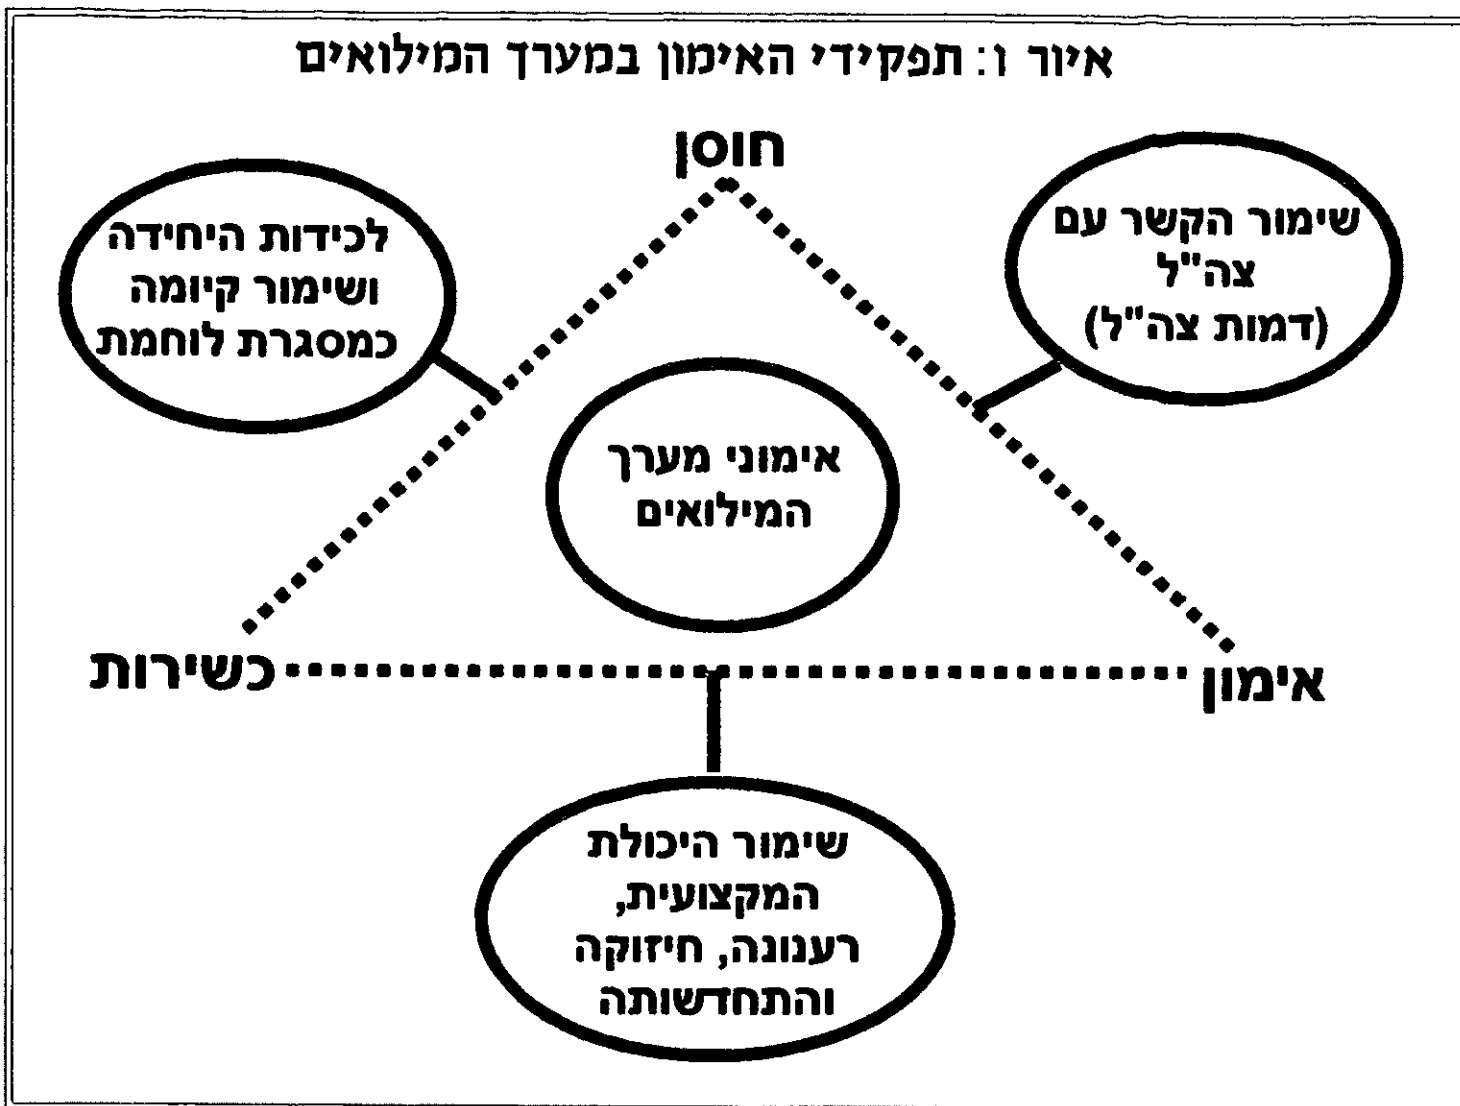 איור ו: תפקידי האימון במערך המילואים
חוסן
שימור הקשר עם
צה"ל
(דמות צה"ל)
לכידות היחידה
ושימור קיומה
כמסגרת לוחמת
אימוני מערך
המילואים
אימון
כשירות
שימור היכולת
המקצועית,
רענונה, חיזוקה
והתחדשותה